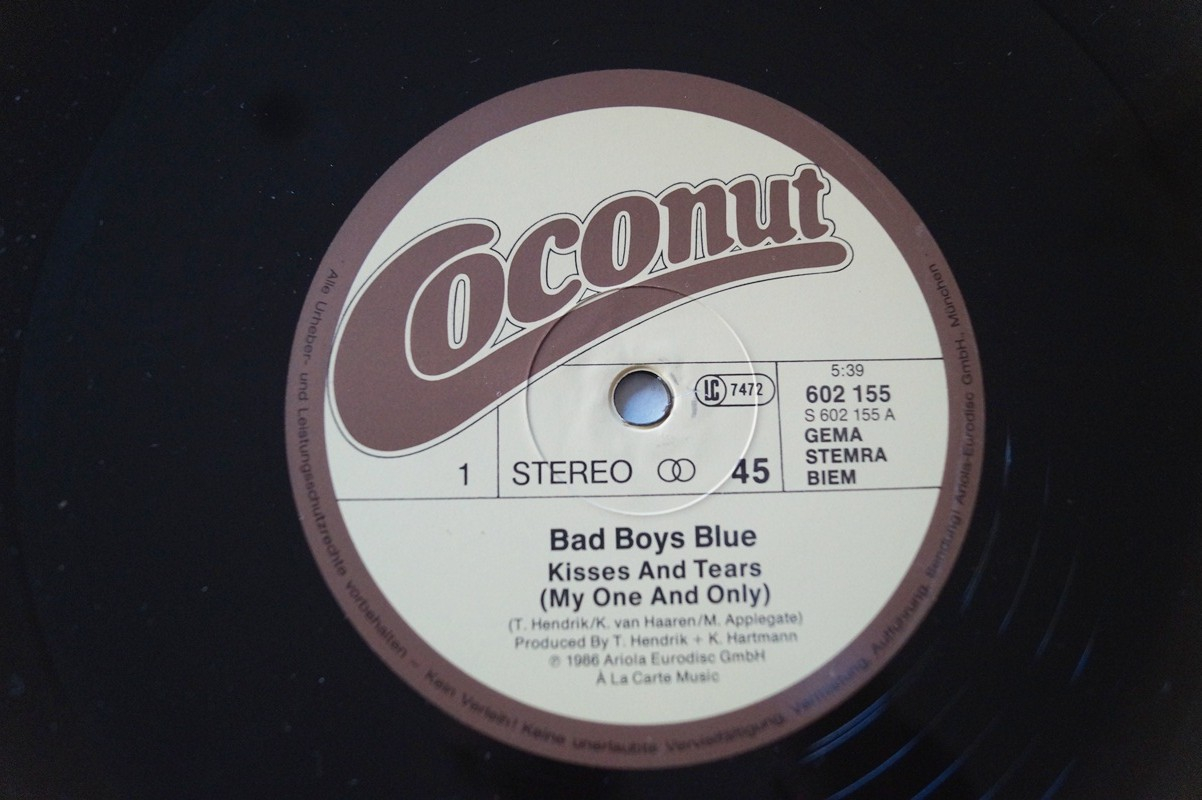 Coconut
LC 7472
5:39
602 155
S 602 155 A
GEMA
STEMRA
BIEM
1
STEREO
45
Bad Boys Blue
Kisses And Tears
(My One And Only)
(T. Hendrik/K. van Haaren/M. Applegate)
Produced By T. Hendrik + K. Hartmann
℗ 1986 Ariola Eurodisc GmbH
À La Carte Music
Alle Urheber- und Leistungsschutzrechte vorbehalten – Kein Verleih! Keine unerlaubte Vervielfältigung, Vermietung, Aufführung, Sendung! Ariola-Eurodisc GmbH., München